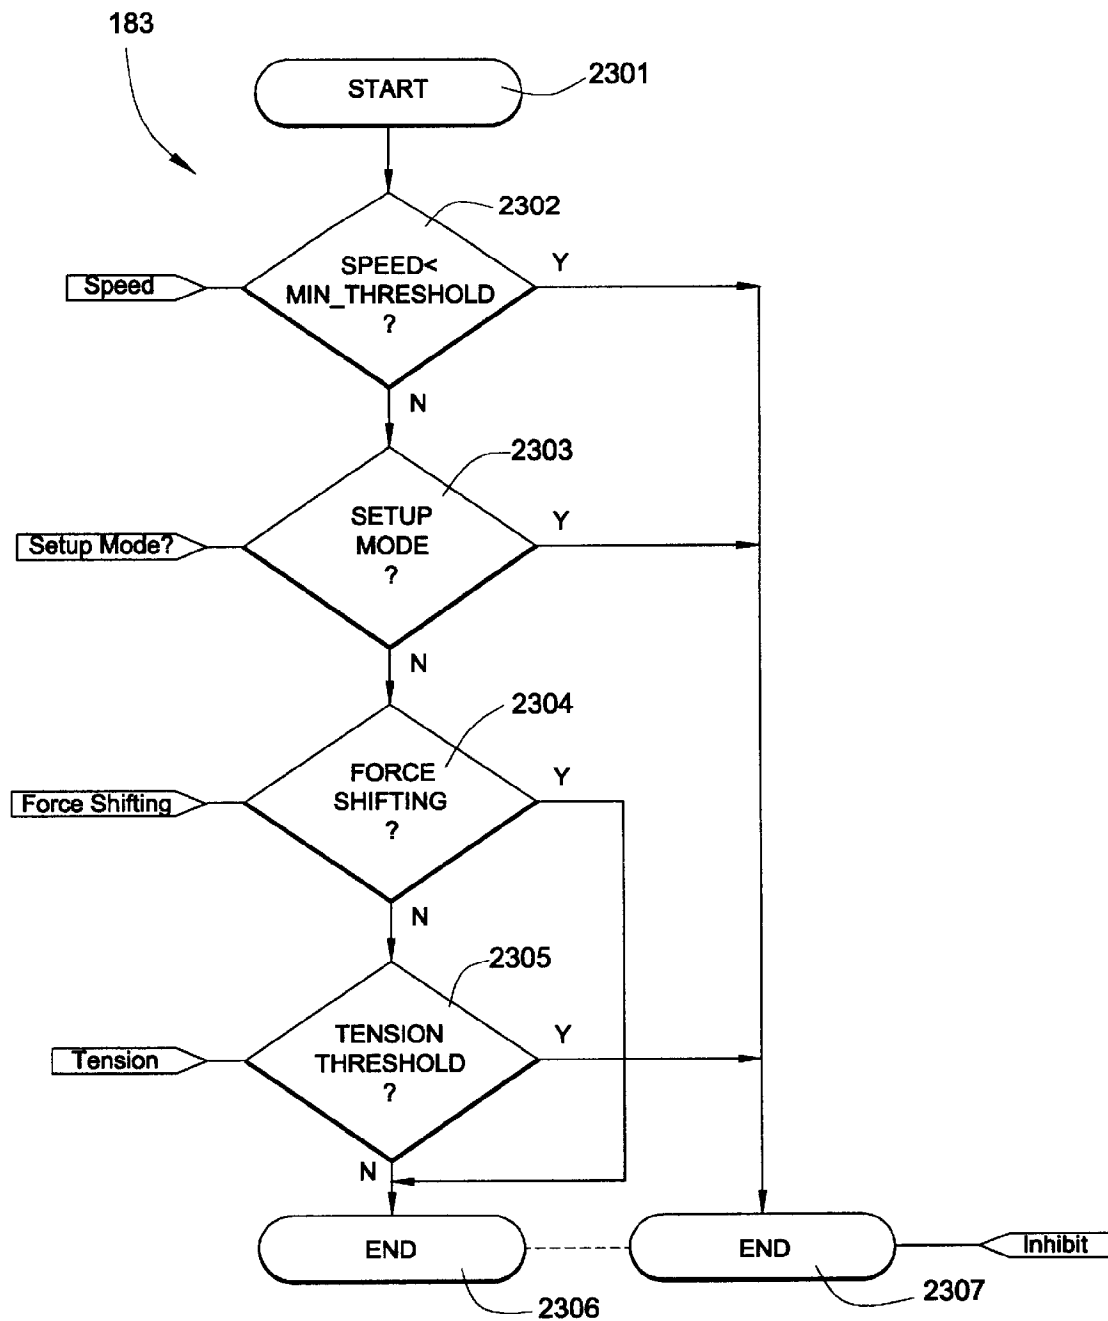 183
START
2301
2302
SPEED<
MIN_THRESHOLD
?
Y
Speed
N
2303
SETUP
MODE
?
Y
Setup Mode?
N
2304
FORCE
SHIFTING
?
Y
Force Shifting
N
2305
TENSION
THRESHOLD
?
Y
Tension
N
END
END
Inhibit
2306
2307